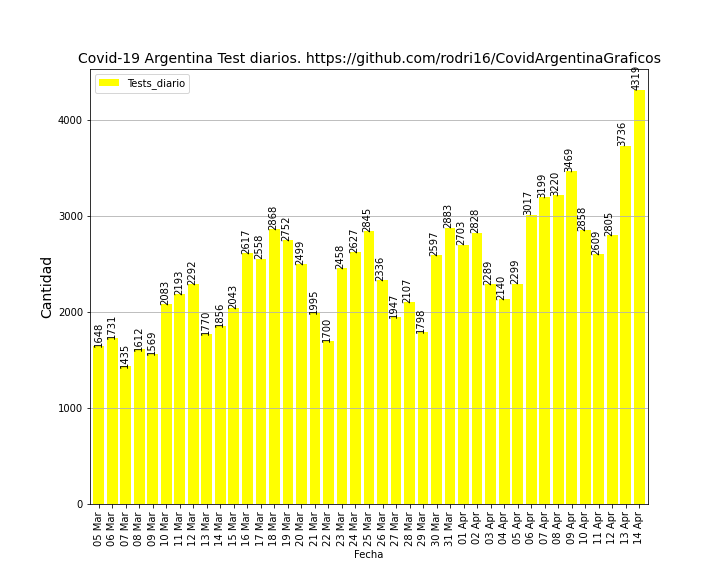 Covid-19 Argentina Test diarios. https://github.com/rodri16/CovidArgentinaGraficos
Tests_diario
Cantidad
4000
3000
2000
1000
0
1648
1731
1435
1612
1569
2083
2193
2292
1770
1856
2043
2617
2558
2868
2752
2499
1995
1700
2458
2627
2845
2336
1947
2107
1798
2597
2883
2703
2828
2289
2140
2299
3017
3199
3220
3469
2858
2609
2805
3736
4319
05 Mar
06 Mar
07 Mar
08 Mar
09 Mar
10 Mar
11 Mar
12 Mar
13 Mar
14 Mar
15 Mar
16 Mar
17 Mar
18 Mar
19 Mar
20 Mar
21 Mar
22 Mar
23 Mar
24 Mar
25 Mar
26 Mar
27 Mar
28 Mar
29 Mar
30 Mar
31 Mar
01 Apr
02 Apr
03 Apr
04 Apr
05 Apr
06 Apr
07 Apr
08 Apr
09 Apr
10 Apr
11 Apr
12 Apr
13 Apr
14 Apr
Fecha